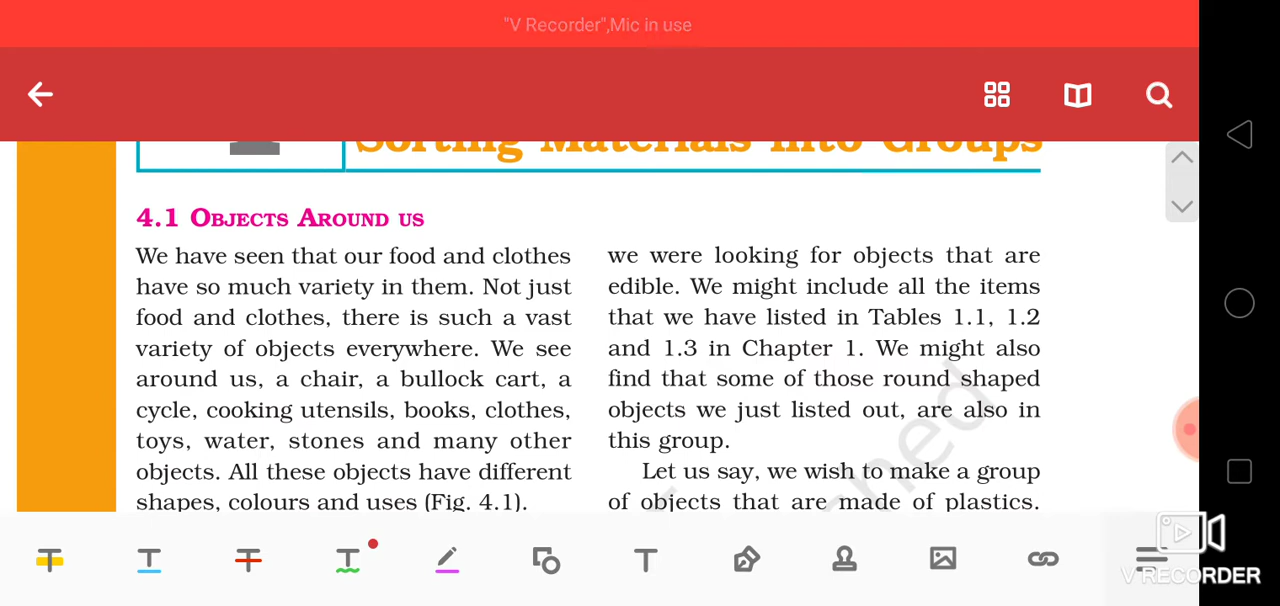 "V Recorder",Mic in use
Sorting Materials into Groups
4.1 OBJECTS AROUND US
We have seen that our food and clothes
have so much variety in them. Not just
food and clothes, there is such a vast
variety of objects everywhere. We see
around us, a chair, a bullock cart, a
cycle, cooking utensils, books, clothes,
toys, water, stones and many other
objects. All these objects have different
shapes, colours and uses (Fig. 4.1).
we were looking for objects that are
edible. We might include all the items
that we have listed in Tables 1.1, 1.2
and 1.3 in Chapter 1. We might also
find that some of those round shaped
objects we just listed out, are also in
this group.
Let us say, we wish to make a group
of objects that are made of plastics.
T T T T T
V RECORDER